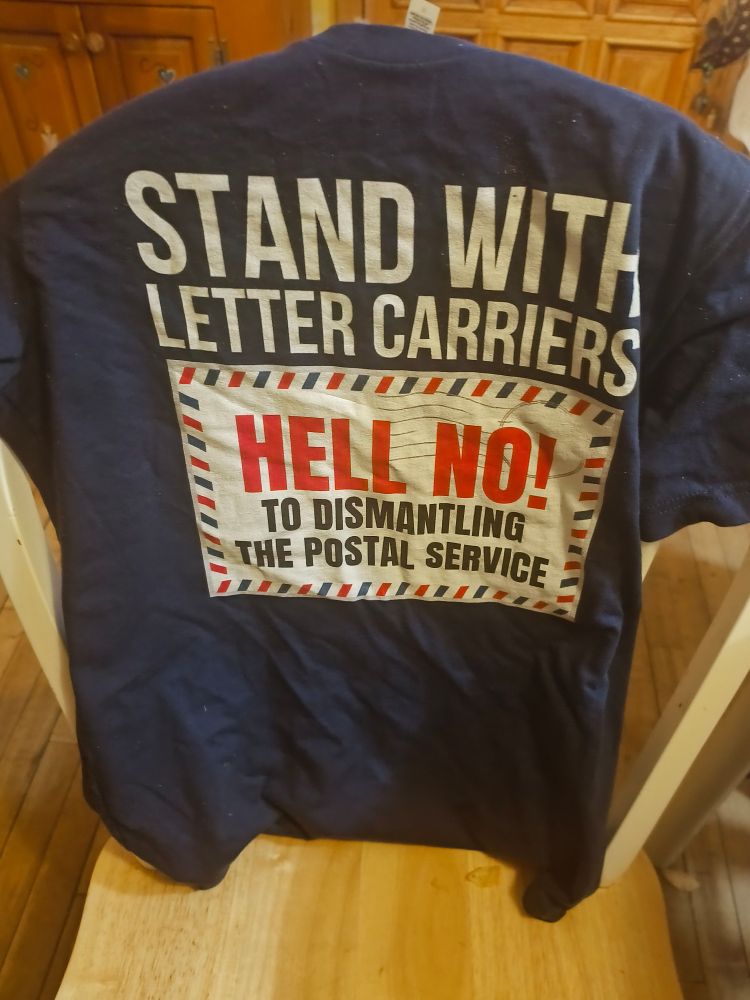 STAND WITH
LETTER CARRIERS
HELL NO!
TO DISMANTLING
THE POSTAL SERVICE